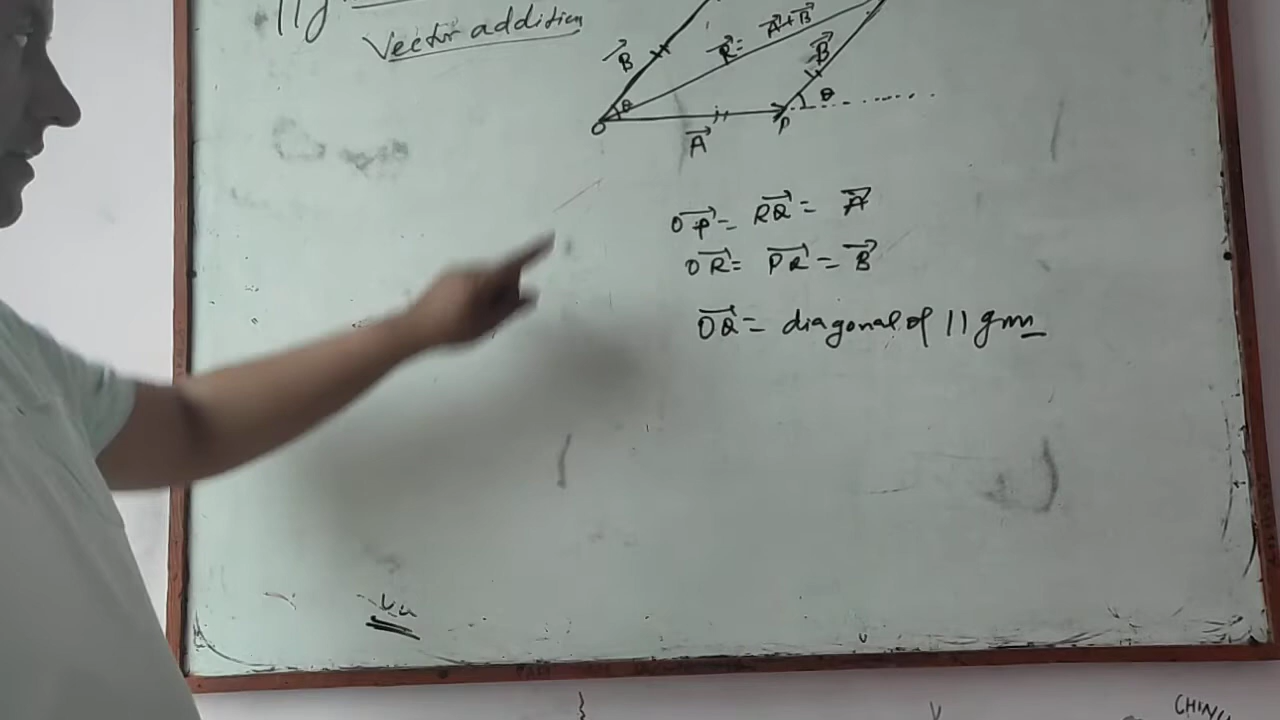 ||g
Vector addition
B⃗
R⃗ = A⃗+B⃗
B⃗
θ
θ
O
A⃗
P
OP⃗ = RQ⃗ = A⃗
OR⃗ = PQ⃗ = B⃗
OQ⃗ = diagonal of ||gm